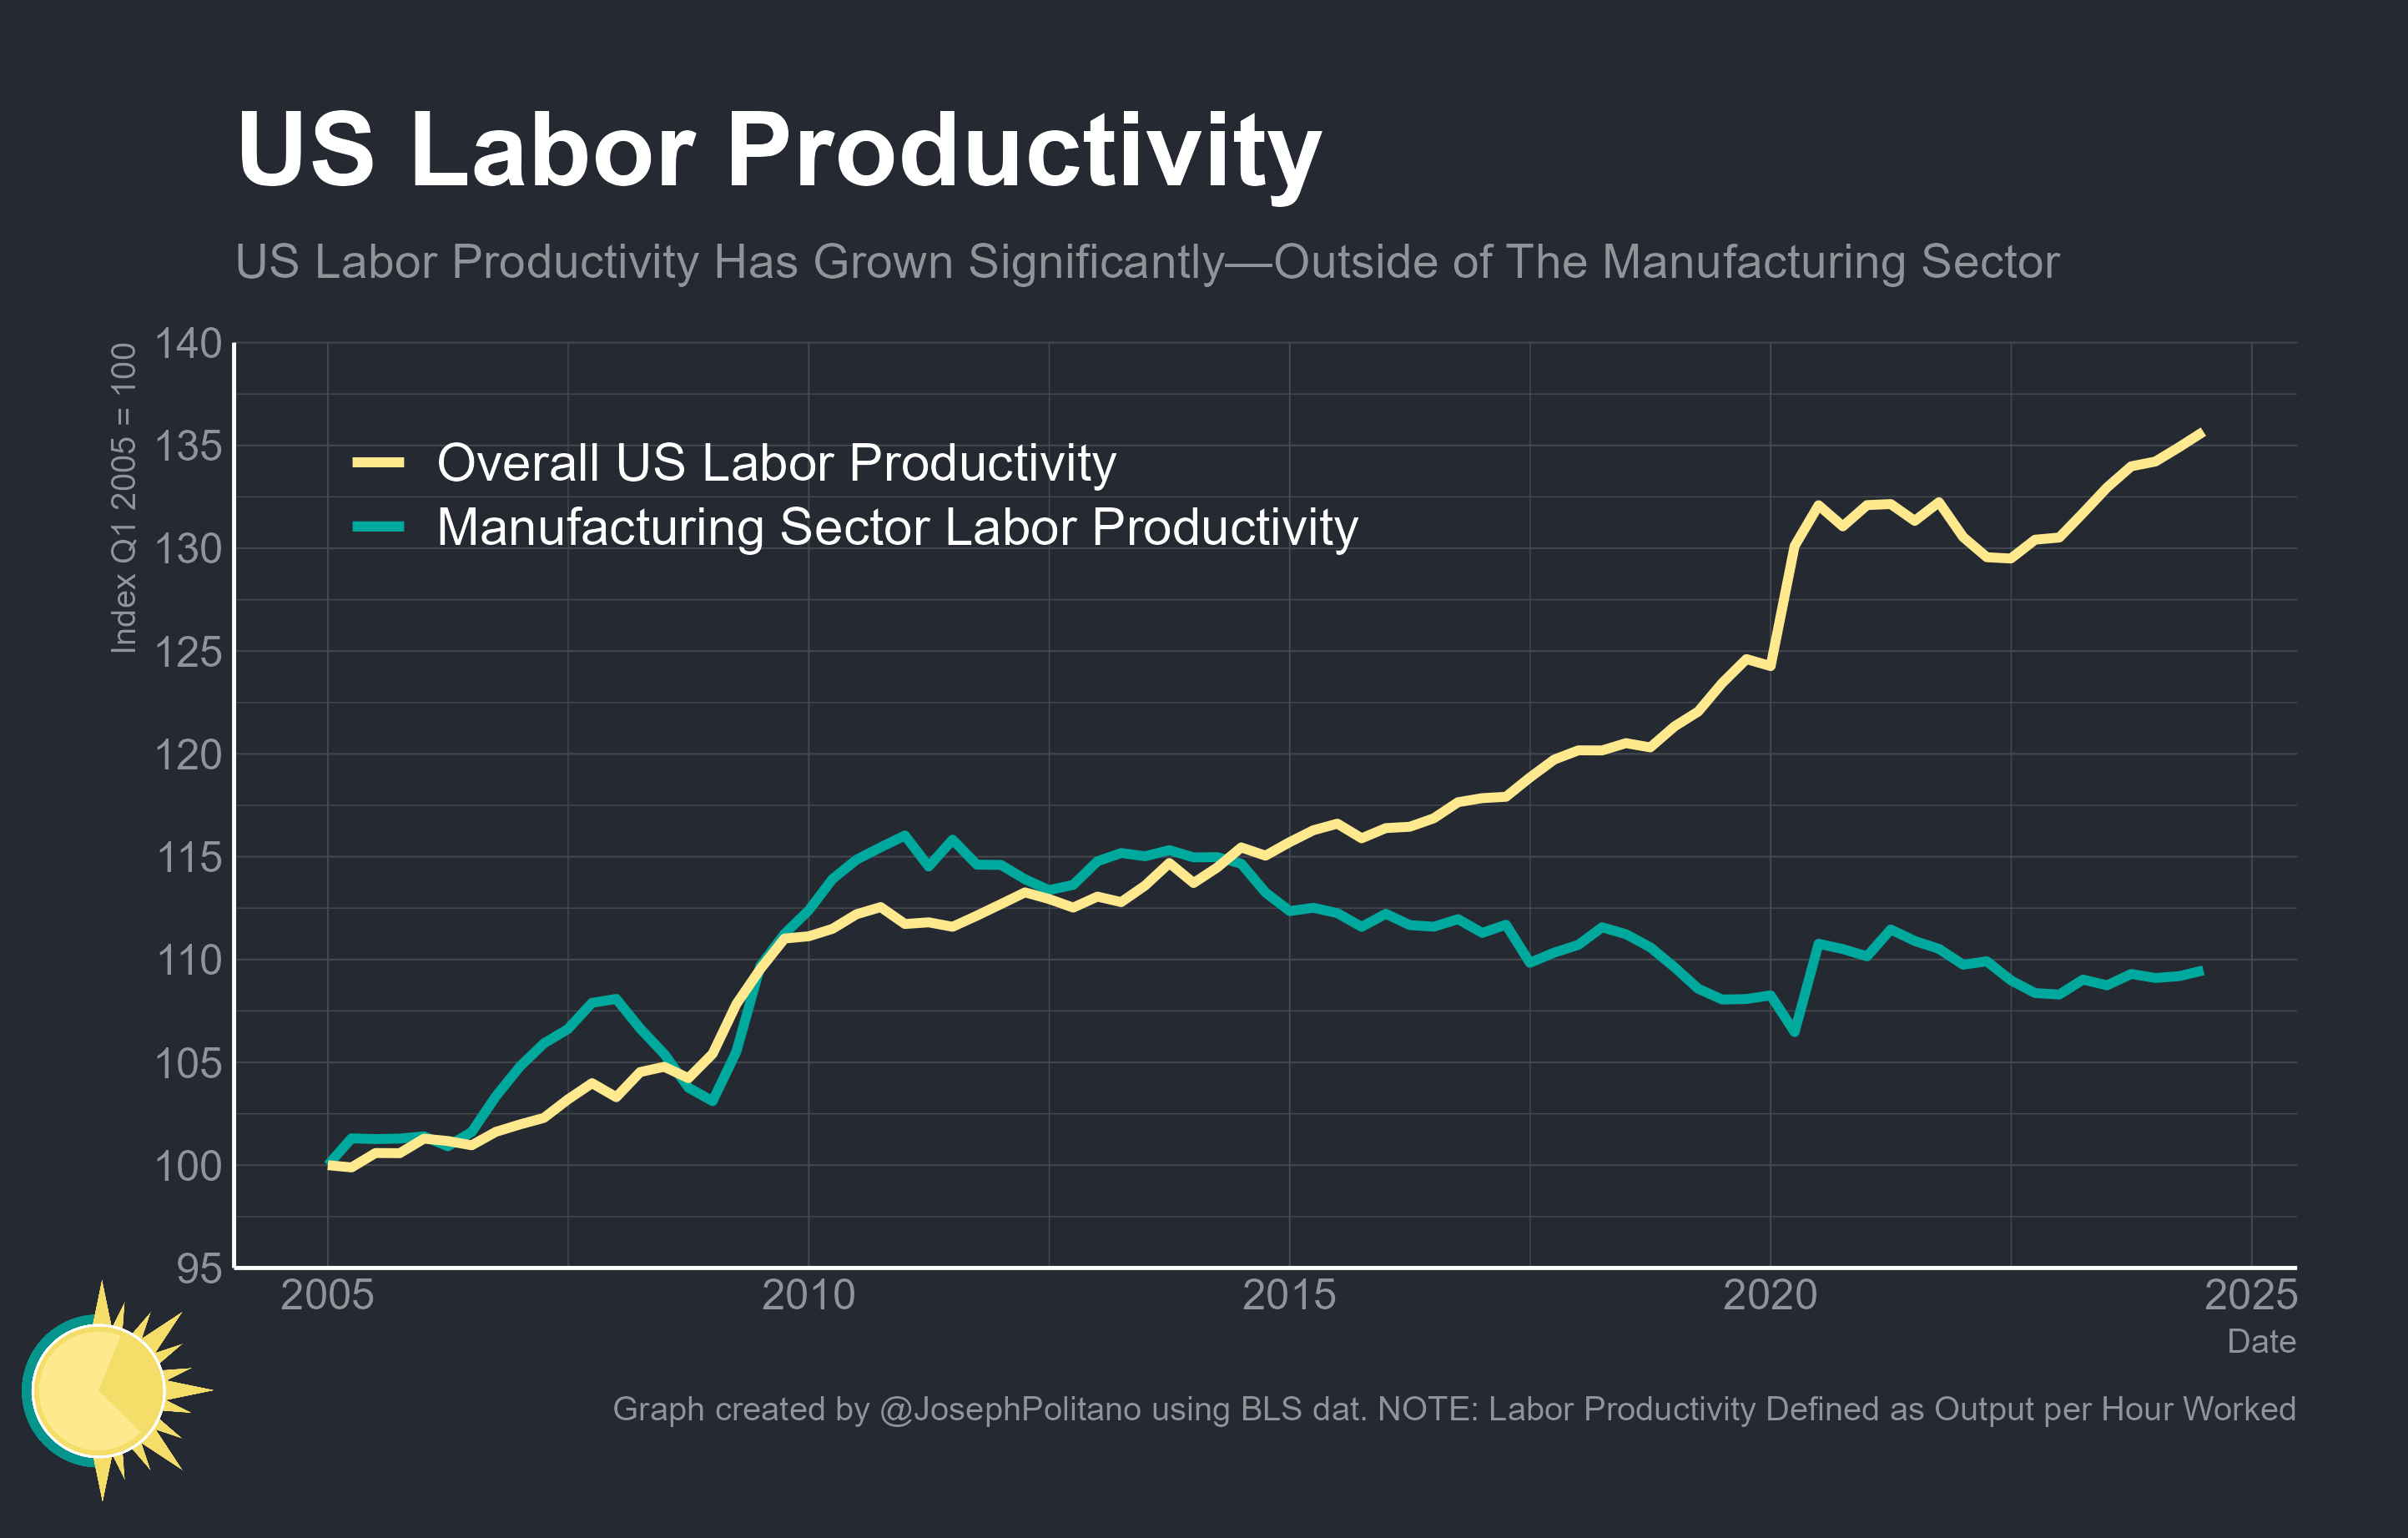 US Labor Productivity
US Labor Productivity Has Grown Significantly—Outside of The Manufacturing Sector
Index Q1 2005 = 100
140
135
130
125
120
115
110
105
100
95
Overall US Labor Productivity
Manufacturing Sector Labor Productivity
2005 2010 2015 2020 2025
Date
Graph created by @JosephPolitano using BLS dat. NOTE: Labor Productivity Defined as Output per Hour Worked